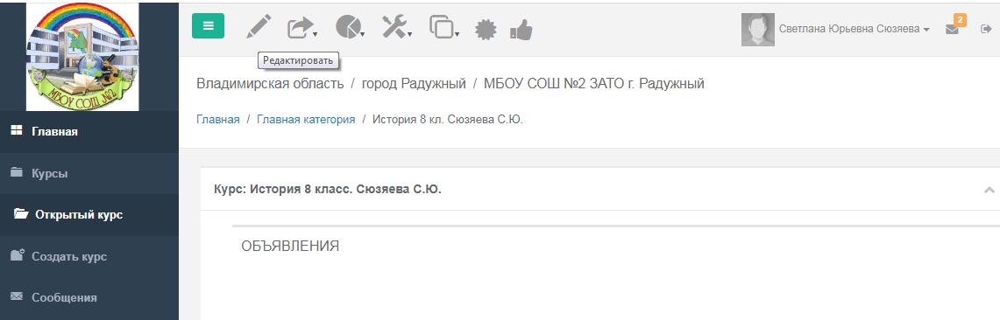 МБОУ СОШ №2
Главная
Курсы
Открытый курс
Создать курс
Сообщения
Редактировать
Светлана Юрьевна Сюзяева
2
Владимирская область / город Радужный / МБОУ СОШ №2 ЗАТО г. Радужный
Главная / Главная категория / История 8 кл. Сюзяева С.Ю.
Курс: История 8 класс. Сюзяева С.Ю.
ОБЪЯВЛЕНИЯ